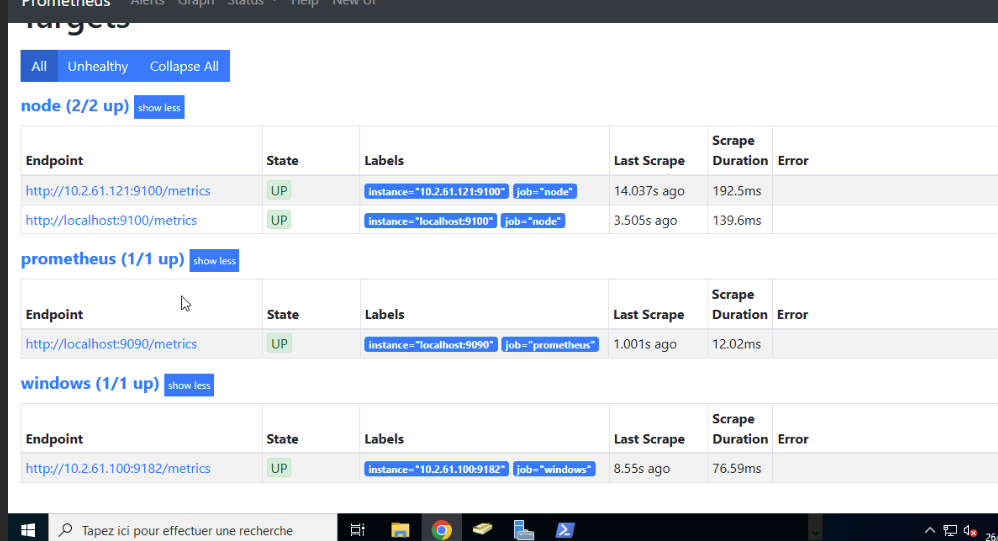 Prometheus Alerts Graph Status Help New UI
Targets
All Unhealthy Collapse All
node (2/2 up) show less
Endpoint State Labels Last Scrape Scrape Duration Error
http://10.2.61.121:9100/metrics UP instance="10.2.61.121:9100" job="node" 14.037s ago 192.5ms
http://localhost:9100/metrics UP instance="localhost:9100" job="node" 3.505s ago 139.6ms
prometheus (1/1 up) show less
Endpoint State Labels Last Scrape Scrape Duration Error
http://localhost:9090/metrics UP instance="localhost:9090" job="prometheus" 1.001s ago 12.02ms
windows (1/1 up) show less
Endpoint State Labels Last Scrape Scrape Duration Error
http://10.2.61.100:9182/metrics UP instance="10.2.61.100:9182" job="windows" 8.55s ago 76.59ms
Tapez ici pour effectuer une recherche